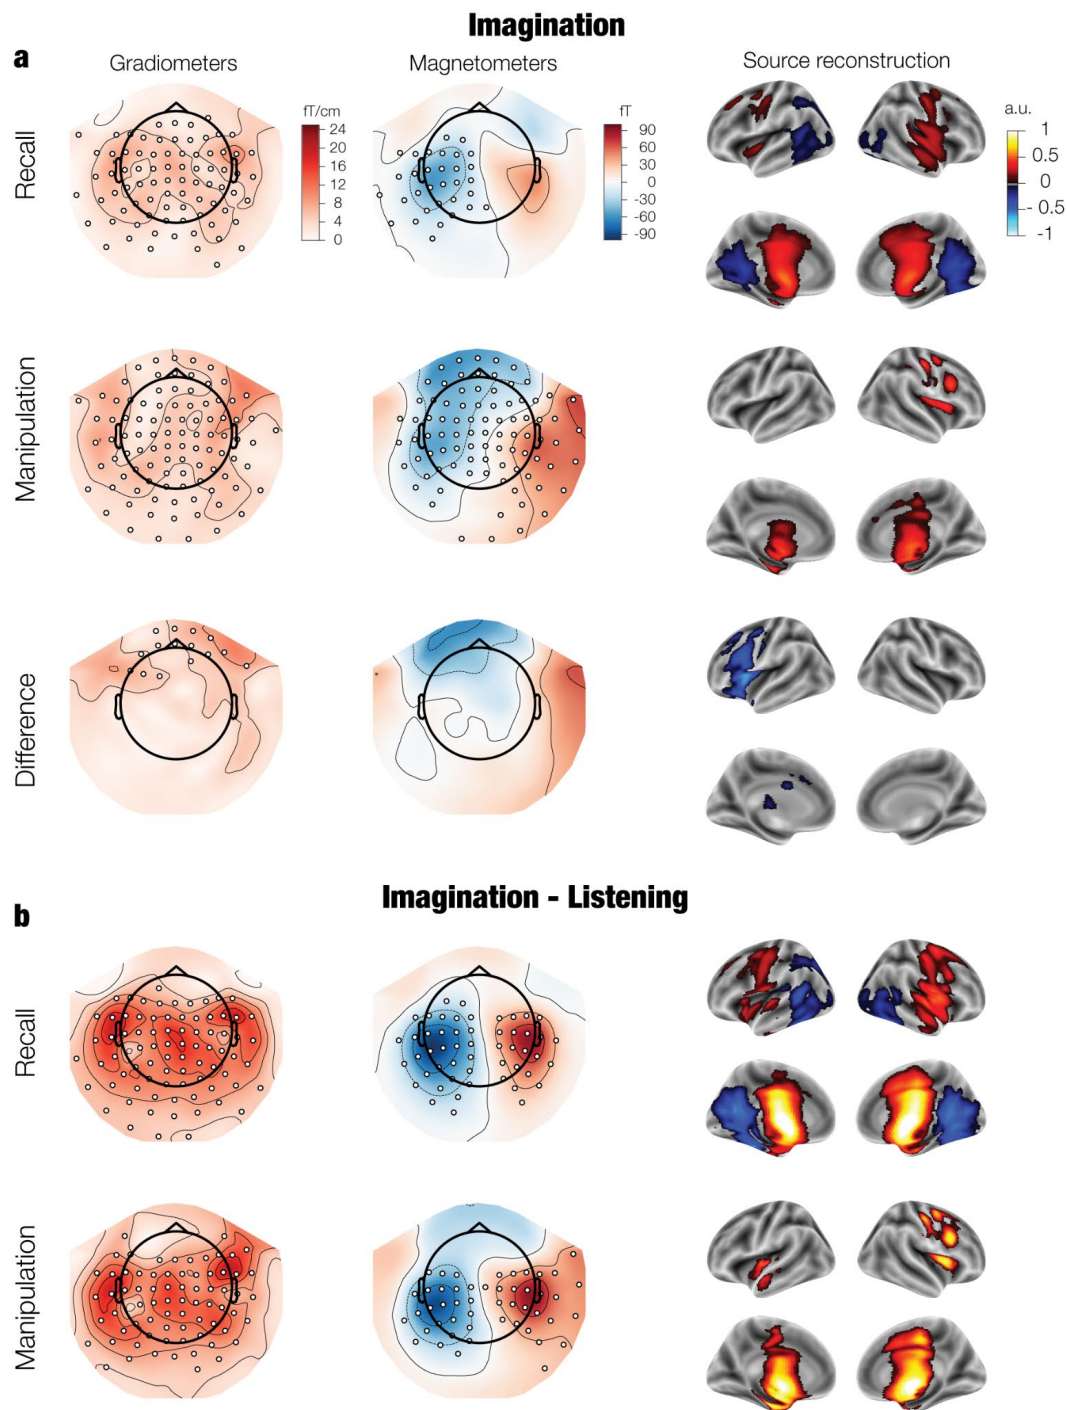 Imagination
a
Gradiometers
Magnetometers
Source reconstruction
Recall
fT/cm
24
20
16
12
8
4
0
fT
90
60
30
0
-30
-60
-90
a.u.
1
0.5
0
- 0.5
-1
Manipulation
Difference
b
Imagination - Listening
Recall
Manipulation